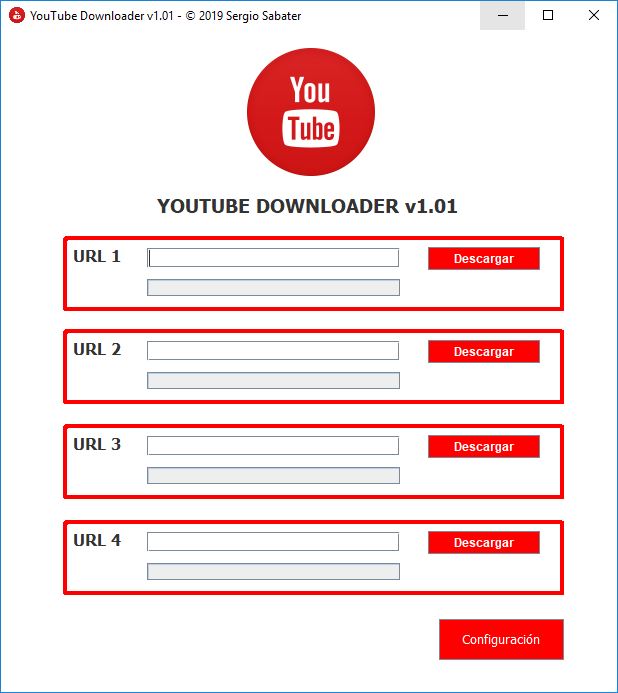 YouTube Downloader v1.01 - © 2019 Sergio Sabater
You
Tube
YOUTUBE DOWNLOADER v1.01
URL 1 Descargar
URL 2 Descargar
URL 3 Descargar
URL 4 Descargar
Configuración